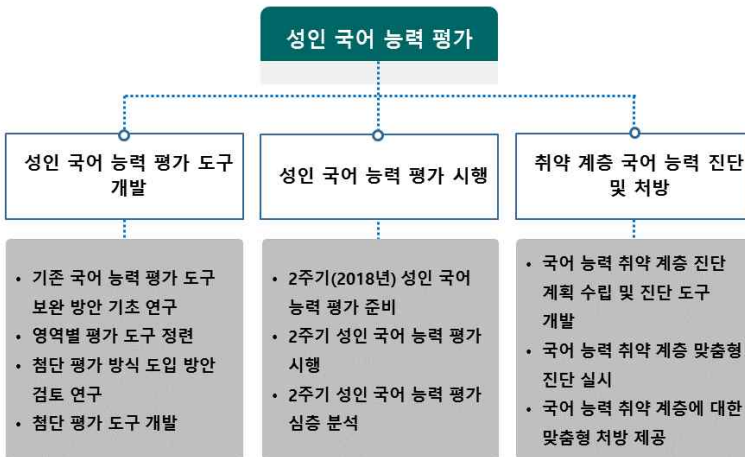 성인 국어 능력 평가
성인 국어 능력 평가 도구
개발
• 기존 국어 능력 평가 도구
보완 방안 기초 연구
• 영역별 평가 도구 정련
• 첨단 평가 방식 도입 방안
검토 연구
• 첨단 평가 도구 개발
성인 국어 능력 평가 시행
• 2주기(2018년) 성인 국어
능력 평가 준비
• 2주기 성인 국어 능력 평가
시행
• 2주기 성인 국어 능력 평가
심층 분석
취약 계층 국어 능력 진단
및 처방
• 국어 능력 취약 계층 진단
계획 수립 및 진단 도구
개발
• 국어 능력 취약 계층 맞춤형
진단 실시
• 국어 능력 취약 계층에 대한
맞춤형 처방 제공